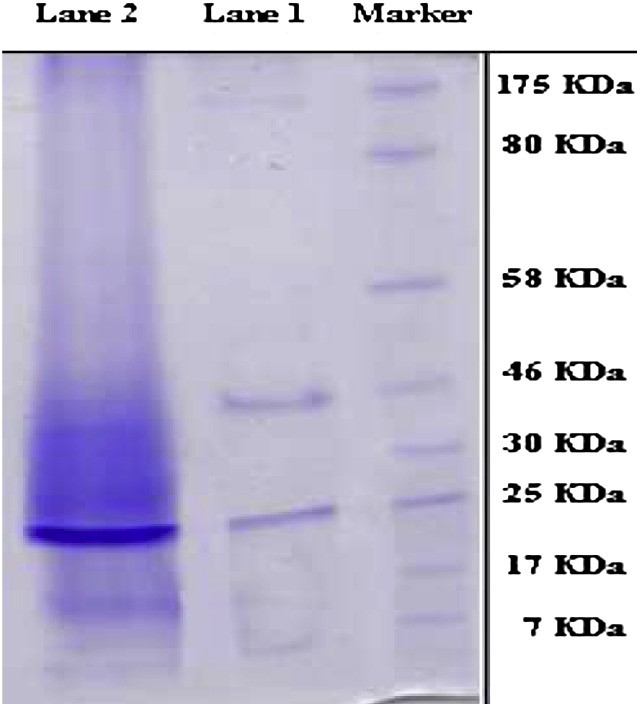 Lane 2 Lane 1 Marker
175 KDa
80 KDa
58 KDa
46 KDa
30 KDa
25 KDa
17 KDa
7 KDa